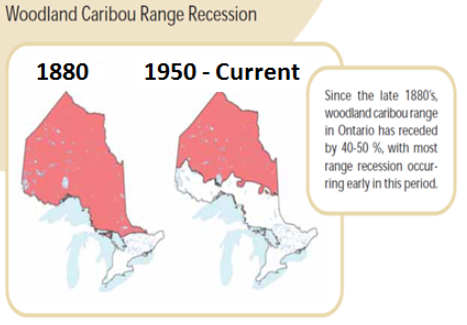 Woodland Caribou Range Recession
1880
1950 - Current
Since the late 1880's,
woodland caribou range
in Ontario has receded
by 40-50 %, with most
range recession occur-
ring early in this period.